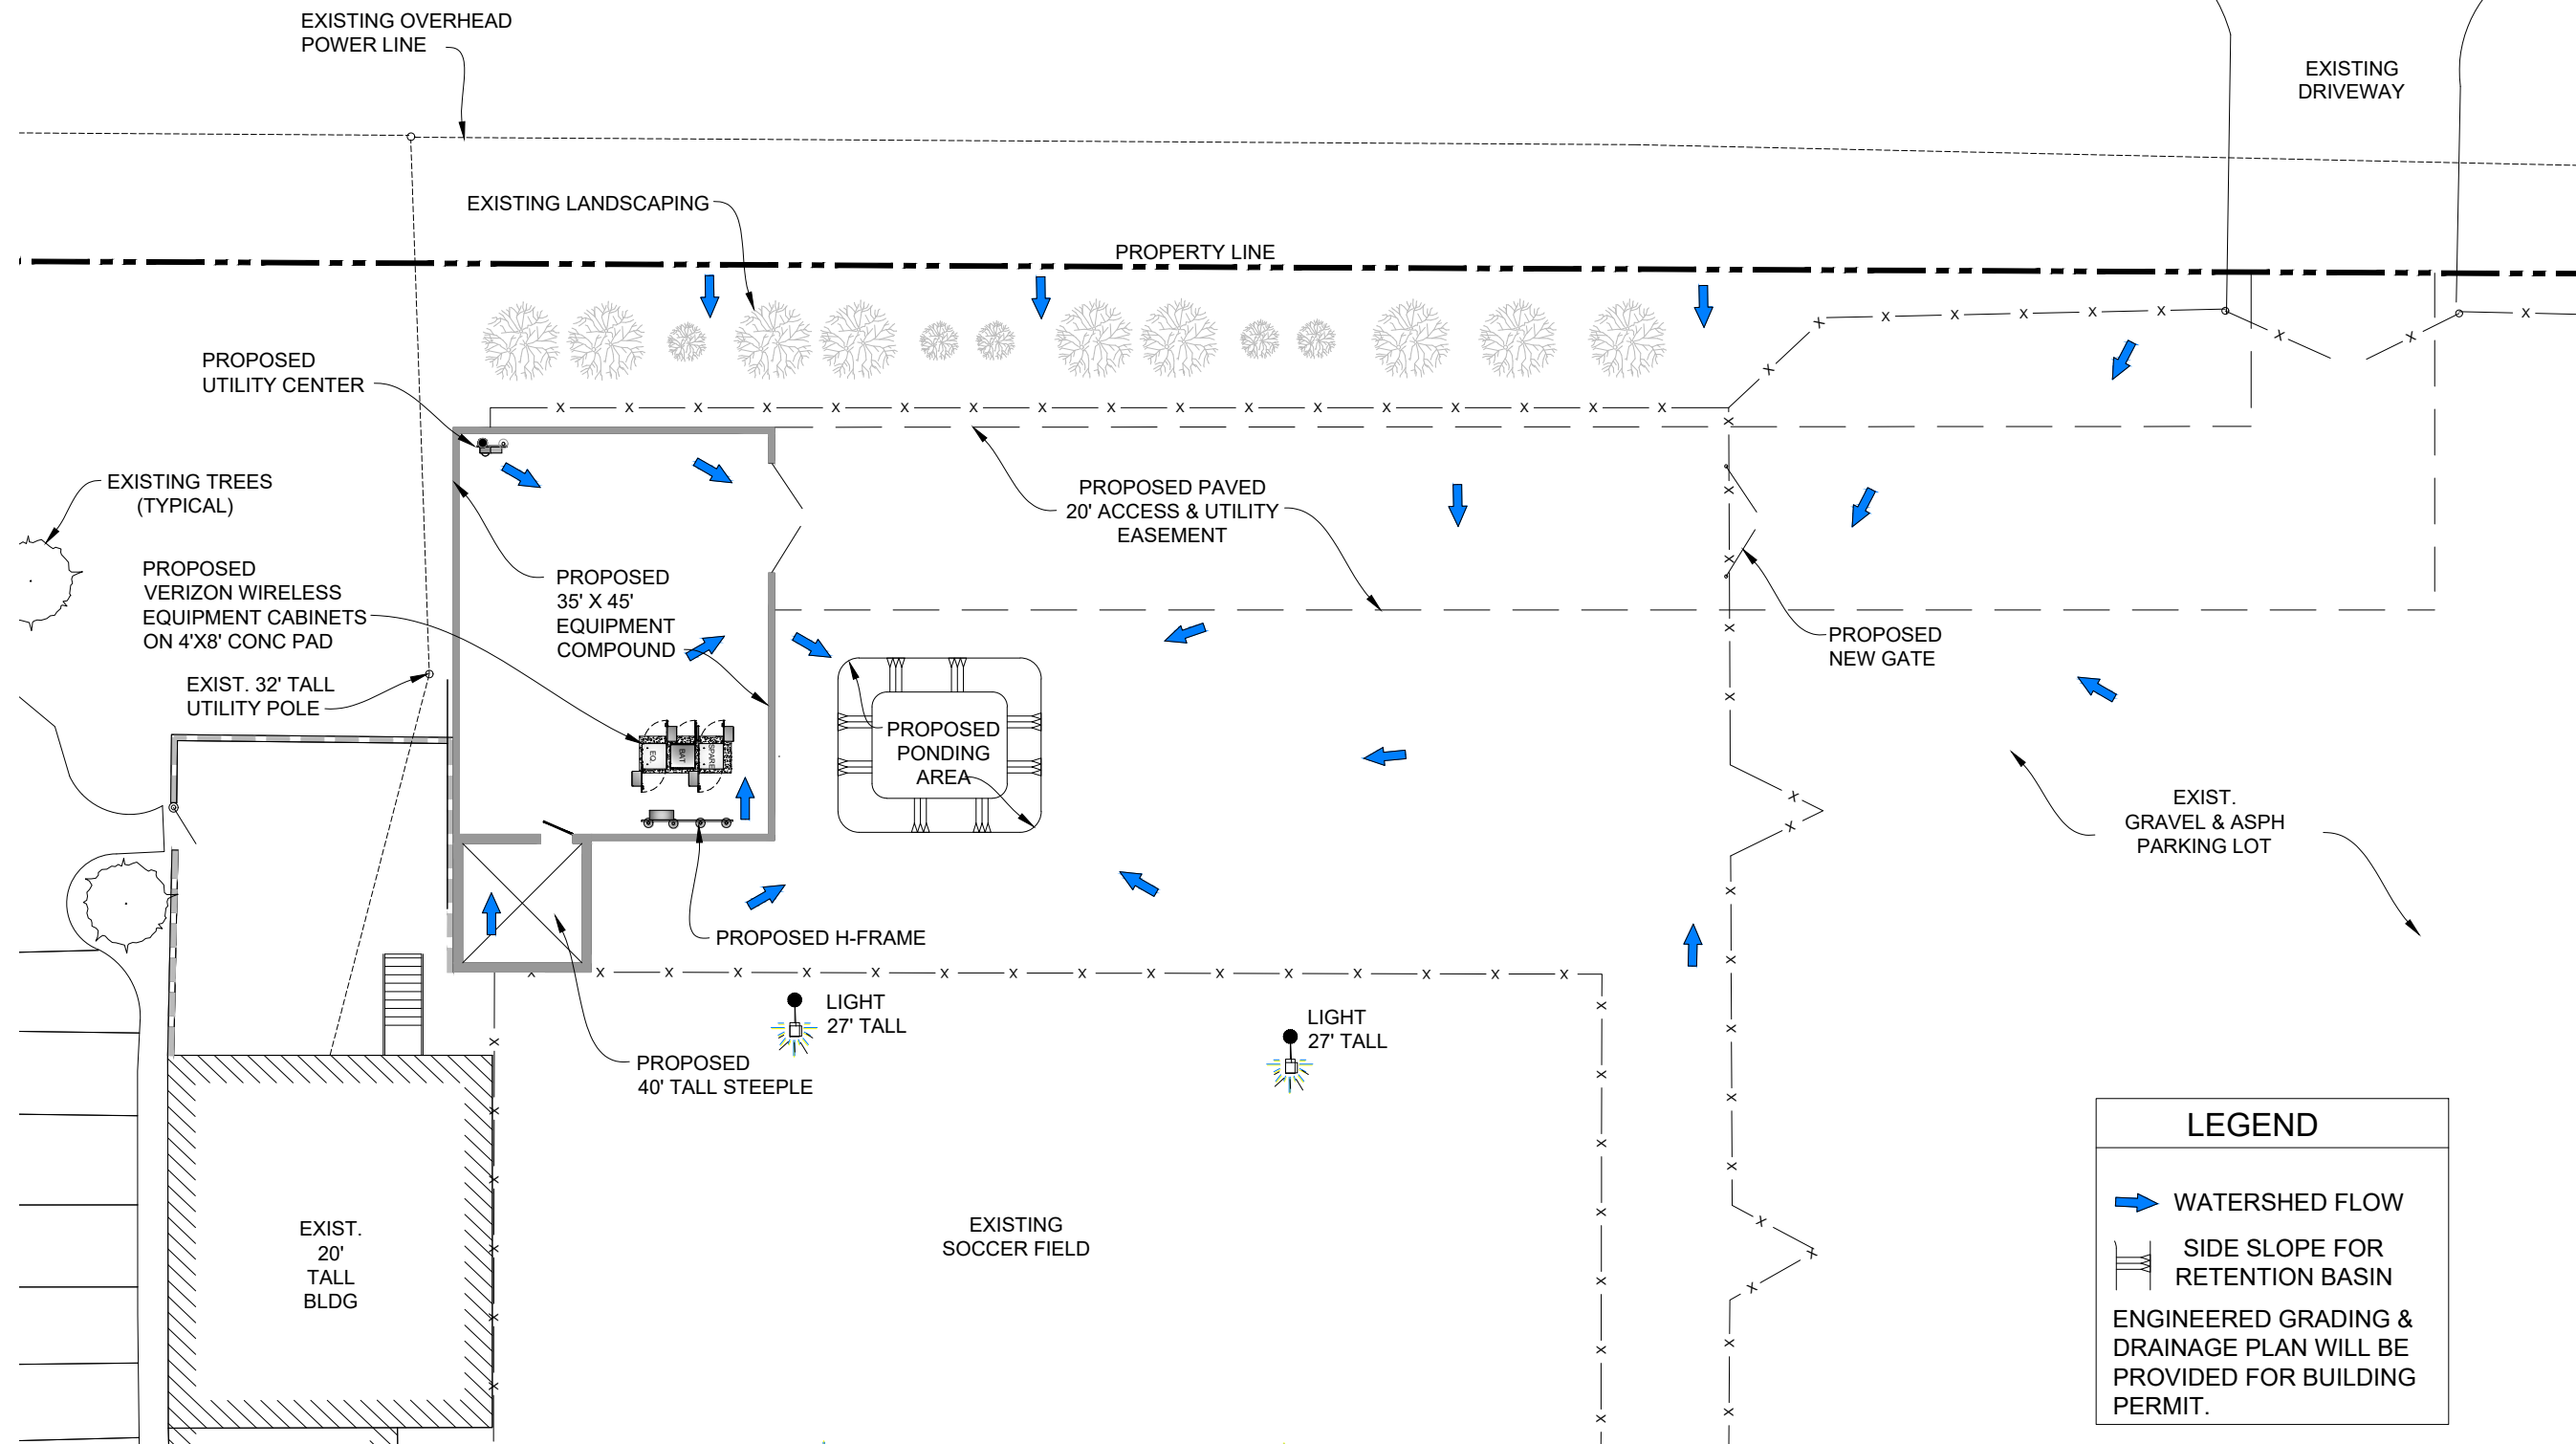 EXISTING OVERHEAD
POWER LINE
EXISTING
DRIVEWAY
EXISTING LANDSCAPING
PROPERTY LINE
PROPOSED
UTILITY CENTER
EXISTING TREES
(TYPICAL)
PROPOSED PAVED
20' ACCESS & UTILITY
EASEMENT
PROPOSED
VERIZON WIRELESS
EQUIPMENT CABINETS
ON 4'X8' CONC PAD
PROPOSED
35' X 45'
EQUIPMENT
COMPOUND
PROPOSED
NEW GATE
EXIST. 32' TALL
UTILITY POLE
EQ
BAT
SPARE
PROPOSED
PONDING
AREA
EXIST.
GRAVEL & ASPH
PARKING LOT
PROPOSED H-FRAME
LIGHT
27' TALL
LIGHT
27' TALL
PROPOSED
40' TALL STEEPLE
EXIST.
20'
TALL
BLDG
EXISTING
SOCCER FIELD
LEGEND
WATERSHED FLOW
SIDE SLOPE FOR
RETENTION BASIN
ENGINEERED GRADING &
DRAINAGE PLAN WILL BE
PROVIDED FOR BUILDING
PERMIT.